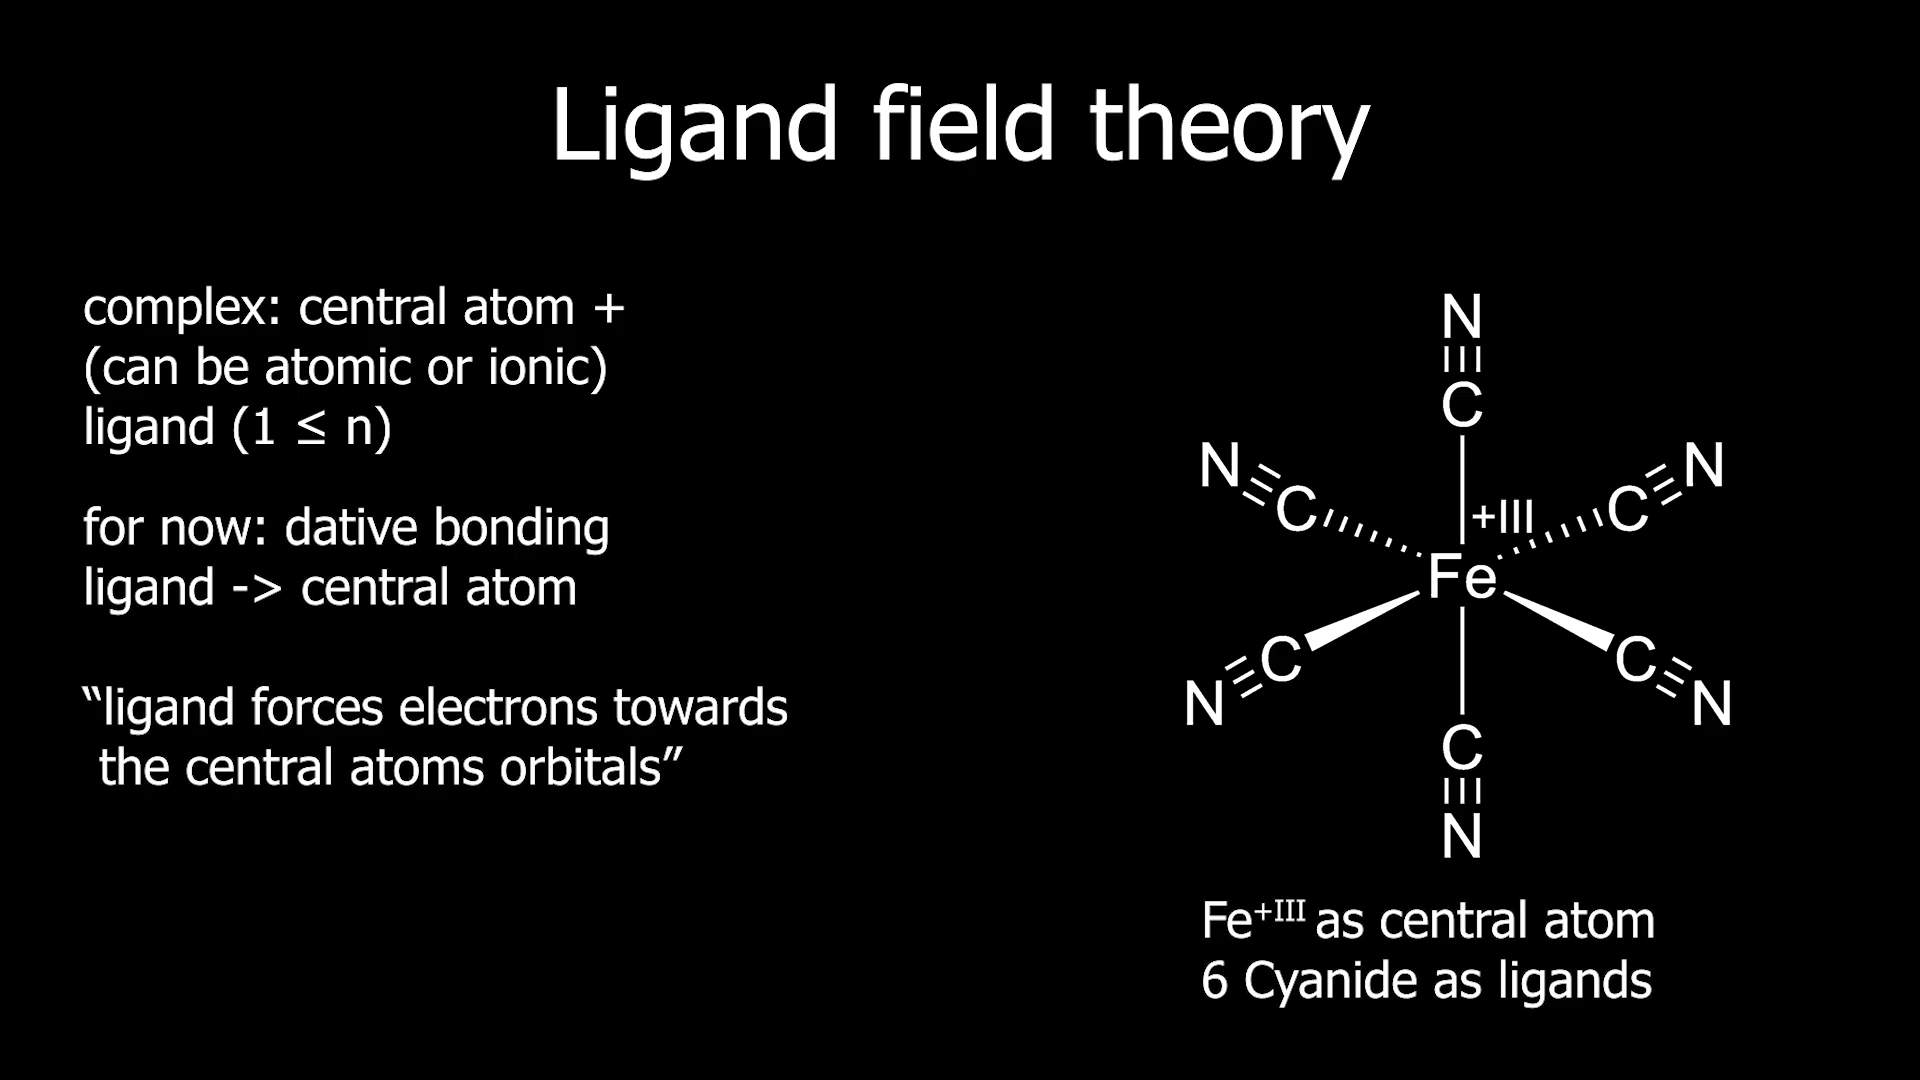 Ligand field theory
complex: central atom +
(can be atomic or ionic)
ligand (1 ≤ n)
for now: dative bonding
ligand -> central atom
“ligand forces electrons towards
the central atoms orbitals”
N
C
N
C
+III
C
N
Fe
N
C
C
N
C
N
Fe+III as central atom
6 Cyanide as ligands